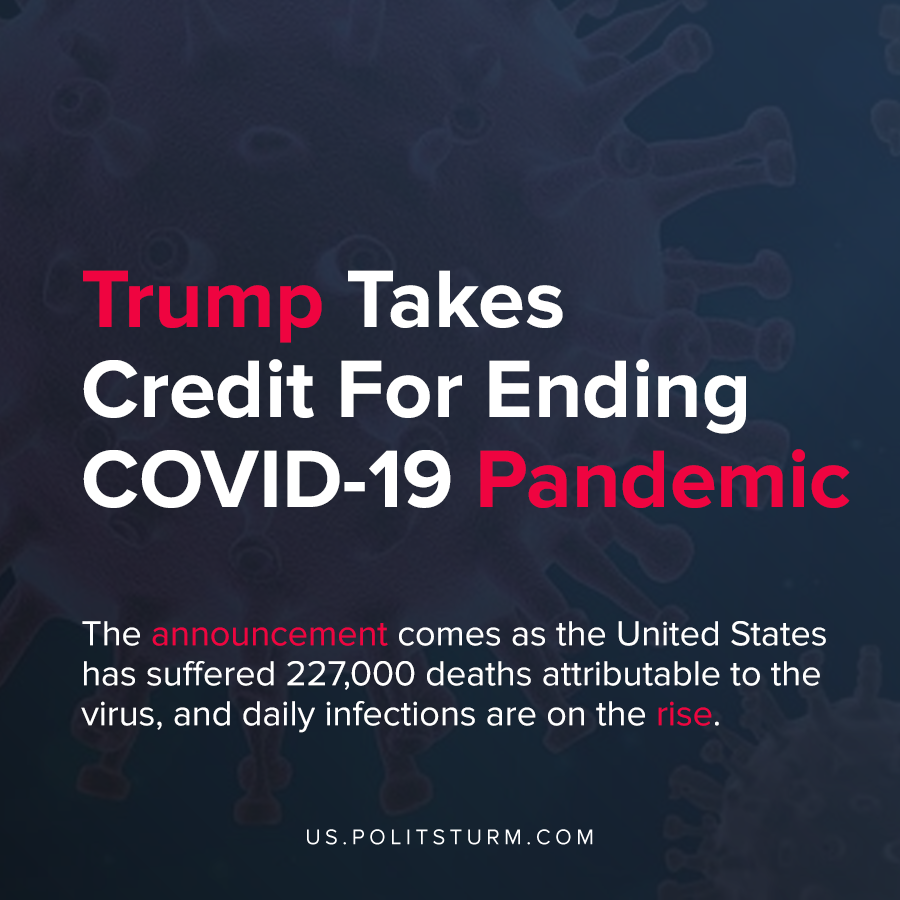 Trump Takes
Credit For Ending
COVID-19 Pandemic
The announcement comes as the United States
has suffered 227,000 deaths attributable to the
virus, and daily infections are on the rise.
US.POLITSTURM.COM